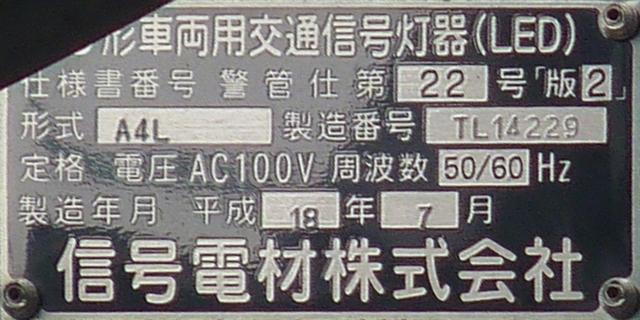 形車両用交通信号灯器(LED)
仕様書番号 警管仕第 22 号「版2」
形式 A4L 製造番号 TL14229
定格 電圧 AC100V 周波数 50/60 Hz
製造年月 平成 18 年 7 月
信号電材株式会社